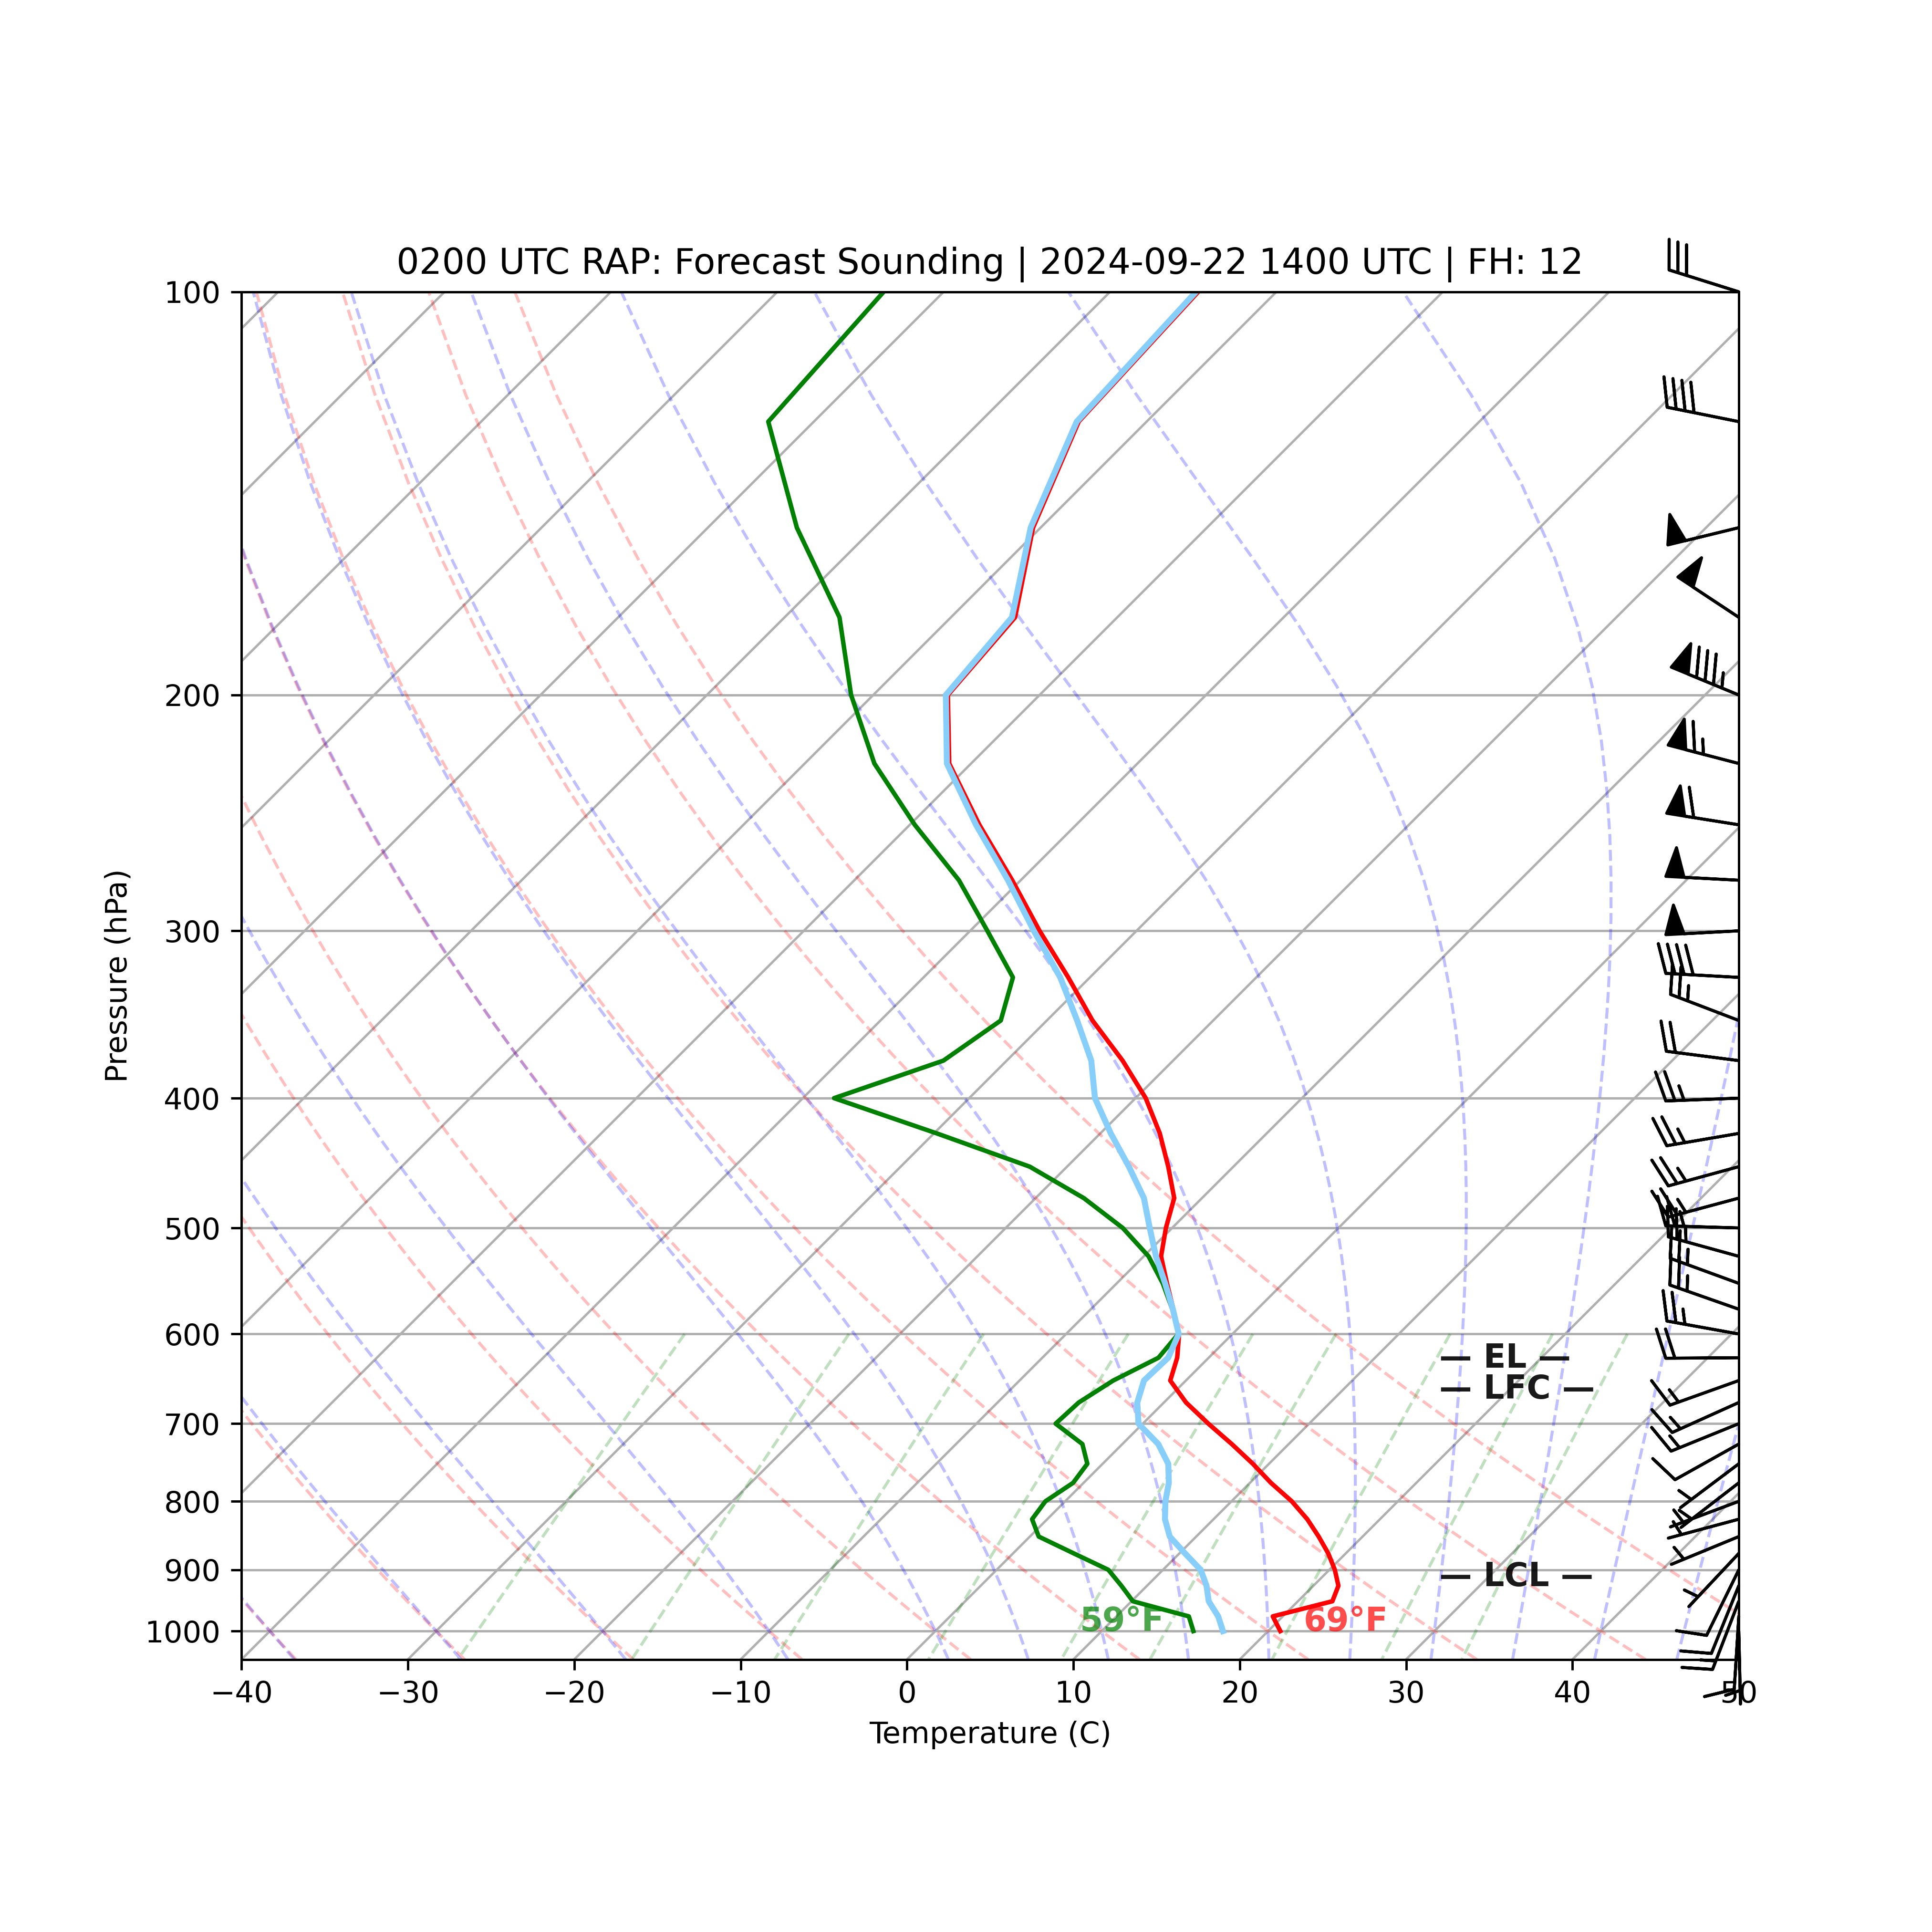 0200 UTC RAP: Forecast Sounding | 2024-09-22 1400 UTC | FH: 12
100
200
300
400
500
600
700
800
900
1000
Pressure (hPa)
— EL —
— LFC —
— LCL —
59°F
69°F
−40 −30 −20 −10 0 10 20 30 40 50
Temperature (C)